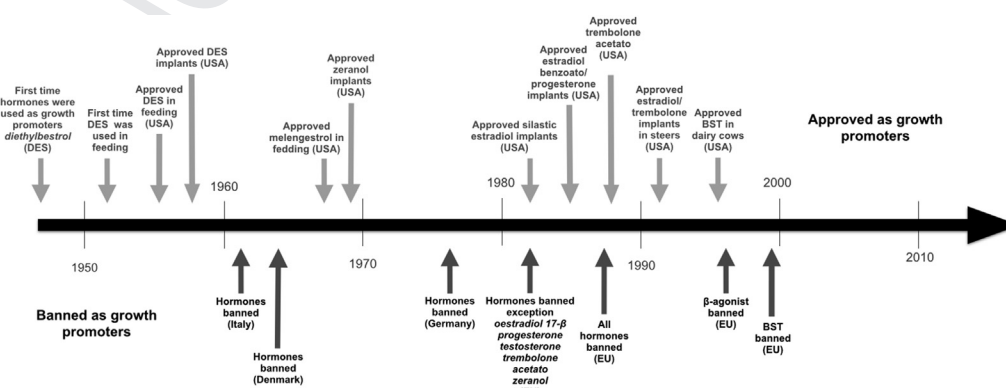 First time
hormones were
used as growth
promoters
diethylbestrol
(DES)
First time
DES was
used in
feeding
Approved
DES in
feeding
(USA)
Approved DES
implants (USA)
Approved
melengestrol in
fedding (USA)
Approved
zeranol
implants
(USA)
Approved silastic
estradiol implants
(USA)
Approved
estradiol
benzoato/
progesterone
implants (USA)
Approved
trembolone
acetato
(USA)
Approved
estradiol/
trembolone
implants
in steers
(USA)
Approved
BST in
dairy cows
(USA)
Approved as growth
promoters
1960
1980
2000
1950
1970
1990
2010
Banned as growth
promoters
Hormones
banned
(Italy)
Hormones
banned
(Denmark)
Hormones
banned
(Germany)
Hormones banned
exception
oestradiol 17-β
progesterone
testosterone
trembolone
acetato
zeranol
All
hormones
banned
(EU)
β-agonist
banned
(EU)
BST
banned
(EU)